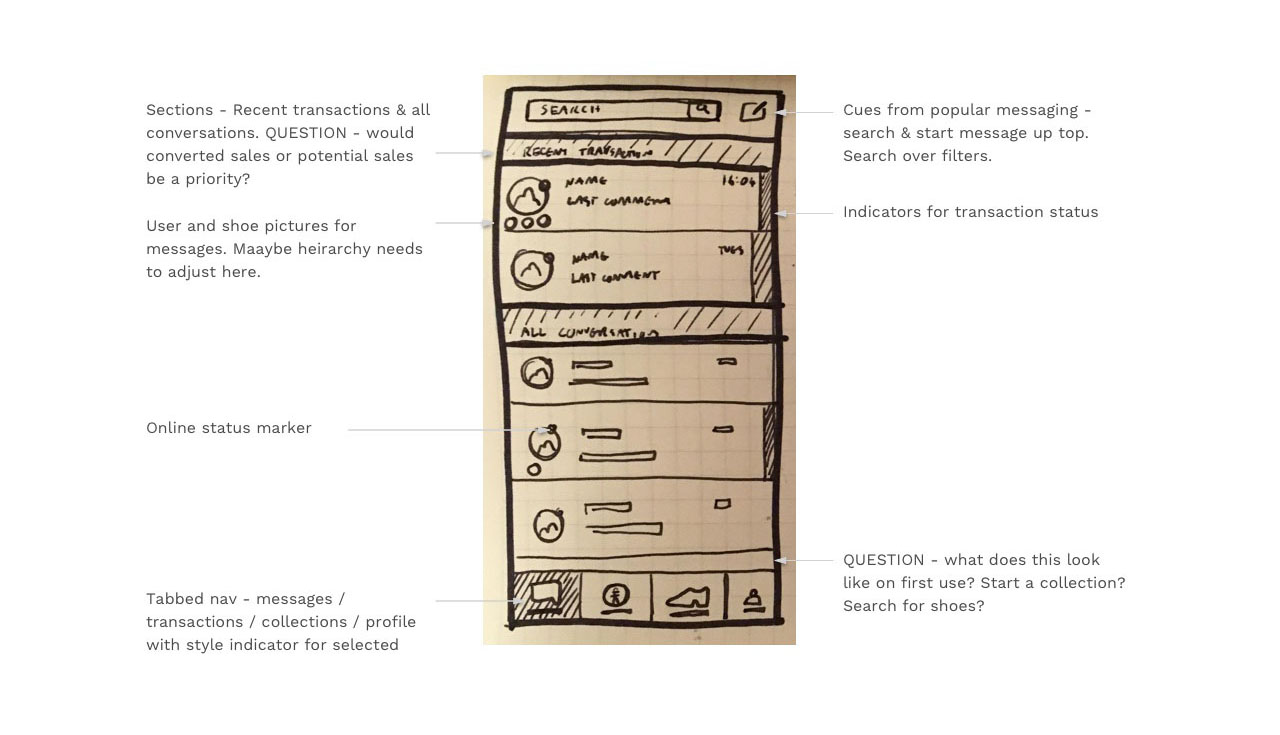 Sections - Recent transactions & all
conversations. QUESTION - would
converted sales or potential sales
be a priority?
User and shoe pictures for
messages. Maaybe heirarchy needs
to adjust here.
Online status marker
Tabbed nav - messages /
transactions / collections / profile
with style indicator for selected
SEARCH
RECENT TRANSACTION
NAME
16:04
LAST COMMENT
NAME
TUES
LAST COMMENT
ALL CONVERSATION
Cues from popular messaging -
search & start message up top.
Search over filters.
Indicators for transaction status
QUESTION - what does this look
like on first use? Start a collection?
Search for shoes?